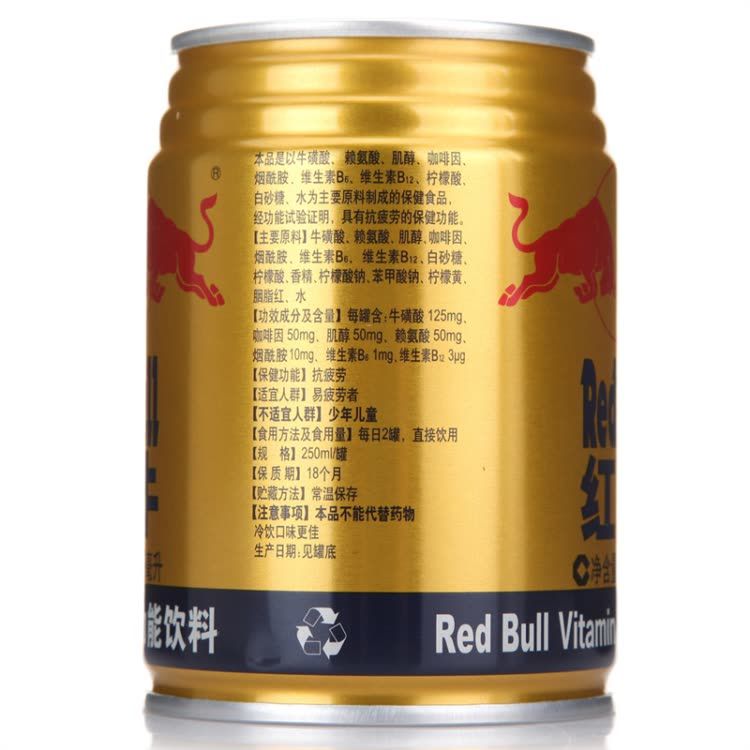 ®
本品是以牛磺酸、赖氨酸、肌醇、咖啡因、
烟酰胺、维生素B₆、维生素B₁₂、柠檬酸、
白砂糖、水为主要原料制成的保健食品，
经功能试验证明，具有抗疲劳的保健功能。
【主要原料】牛磺酸、赖氨酸、肌醇、咖啡因、
烟酰胺、维生素B₆、维生素B₁₂、白砂糖、
柠檬酸、香精、柠檬酸钠、苯甲酸钠、柠檬黄、
胭脂红、水
【功效成分及含量】每罐含：牛磺酸 125mg、
咖啡因 50mg、肌醇 50mg、赖氨酸 50mg、
烟酰胺10mg、维生素B₆ 1mg、维生素B₁₂ 3μg
【保健功能】抗疲劳
【适宜人群】易疲劳者
【不适宜人群】少年儿童
【食用方法及食用量】每日2罐，直接饮用
【规 格】250ml/罐
【保 质 期】18个月
【贮藏方法】常温保存
【注意事项】本品不能代替药物
冷饮口味更佳
生产日期：见罐底
毫升
能饮料
Red
红
净含量
Red Bull Vitamin